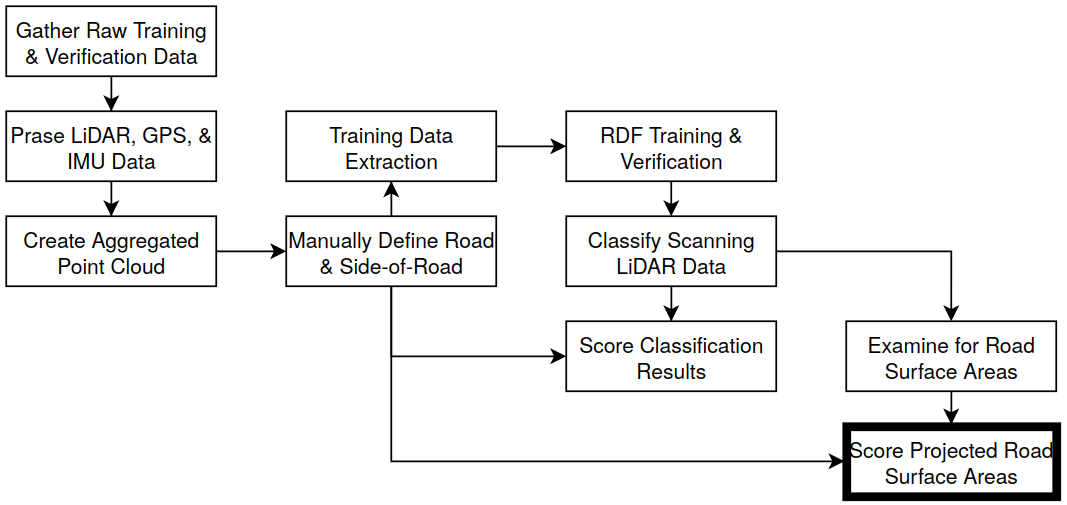 Gather Raw Training
& Verification Data
Prase LiDAR, GPS, &
IMU Data
Training Data
Extraction
RDF Training &
Verification
Create Aggregated
Point Cloud
Manually Define Road
& Side-of-Road
Classify Scanning
LiDAR Data
Score Classification
Results
Examine for Road
Surface Areas
Score Projected Road
Surface Areas